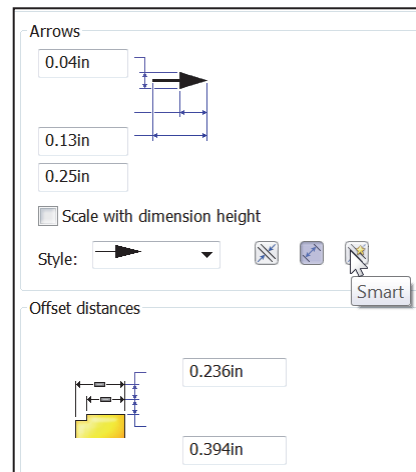 Arrows
0.04in
0.13in
0.25in
Scale with dimension height
Style:
Smart
Offset distances
0.236in
0.394in